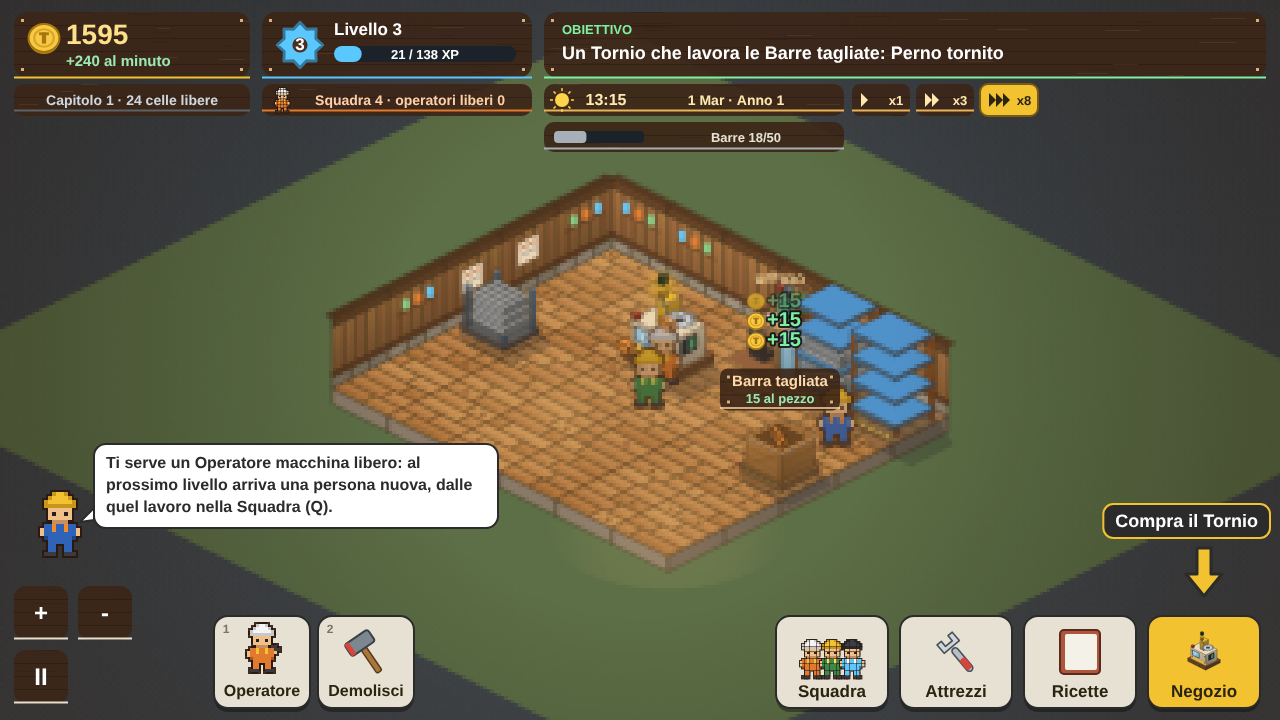 1595
+240 al minuto
3
Livello 3
21 / 138 XP
OBIETTIVO
Un Tornio che lavora le Barre tagliate: Perno tornito
Capitolo 1 · 24 celle libere
Squadra 4 · operatori liberi 0
13:15
1 Mar · Anno 1
x1
x3
x8
Barre 18/50
+15
+15
+15
Barra tagliata
15 al pezzo
Ti serve un Operatore macchina libero: al
prossimo livello arriva una persona nuova, dalle
quel lavoro nella Squadra (Q).
Compra il Tornio
+
-
II
1
Operatore
2
Demolisci
Squadra
Attrezzi
Ricette
Negozio